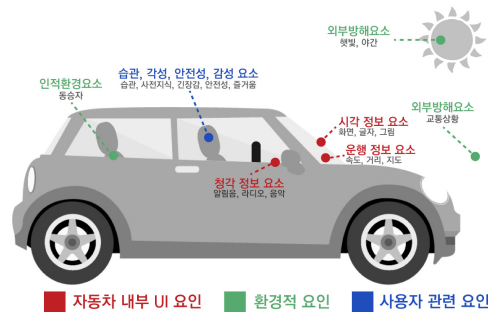 외부방해요소
햇빛, 야간
인적환경요소
동승자
습관, 각성, 안전성, 감성 요소
습관, 사전지식, 긴장감, 안전성, 즐거움
외부방해요소
교통상황
시각 정보 요소
화면, 글자, 그림
운행 정보 요소
속도, 거리, 지도
청각 정보 요소
알림음, 라디오, 음악
자동차 내부 UI 요인
환경적 요인
사용자 관련 요인